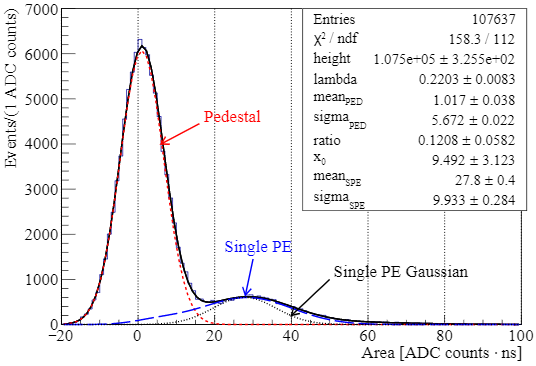 7000
6000
5000
4000
3000
2000
1000
0
Events/(1 ADC counts)
Entries 107637
χ² / ndf 158.3 / 112
height 1.075e+05 ± 3.255e+02
lambda 0.2203 ± 0.0083
mean_PED 1.017 ± 0.038
sigma_PED 5.672 ± 0.022
ratio 0.1208 ± 0.0582
x₀ 9.492 ± 3.123
mean_SPE 27.8 ± 0.4
sigma_SPE 9.933 ± 0.284
Pedestal
Single PE
Single PE Gaussian
−20 0 20 40 60 80 100
Area [ADC counts · ns]